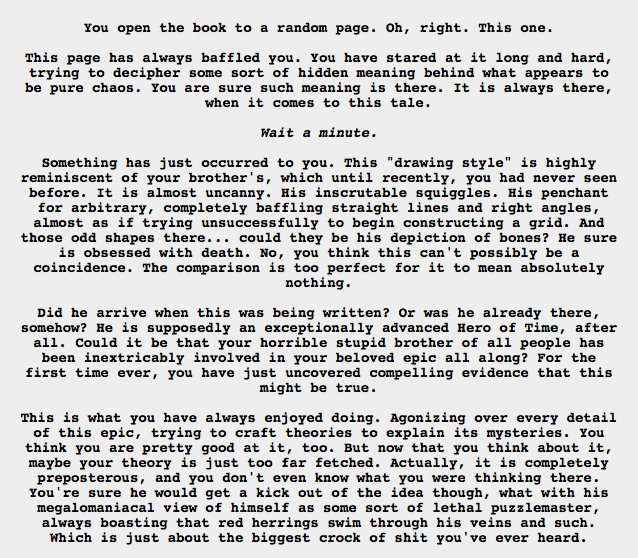 You open the book to a random page. Oh, right. This one.
This page has always baffled you. You have stared at it long and hard,
trying to decipher some sort of hidden meaning behind what appears to
be pure chaos. You are sure such meaning is there. It is always there,
when it comes to this tale.
Wait a minute.
Something has just occurred to you. This "drawing style" is highly
reminiscent of your brother's, which until recently, you had never seen
before. It is almost uncanny. His inscrutable squiggles. His penchant
for arbitrary, completely baffling straight lines and right angles,
almost as if trying unsuccessfully to begin constructing a grid. And
those odd shapes there... could they be his depiction of bones? He sure
is obsessed with death. No, you think this can't possibly be a
coincidence. The comparison is too perfect for it to mean absolutely
nothing.
Did he arrive when this was being written? Or was he already there,
somehow? He is supposedly an exceptionally advanced Hero of Time, after
all. Could it be that your horrible stupid brother of all people has
been inextricably involved in your beloved epic all along? For the
first time ever, you have just uncovered compelling evidence that this
might be true.
This is what you have always enjoyed doing. Agonizing over every detail
of this epic, trying to craft theories to explain its mysteries. You
think you are pretty good at it, too. But now that you think about it,
maybe your theory is just too far fetched. Actually, it is completely
preposterous, and you don't even know what you were thinking there.
You're sure he would get a kick out of the idea though, what with his
megalomaniacal view of himself as some sort of lethal puzzlemaster,
always boasting that red herrings swim through his veins and such.
Which is just about the biggest crock of shit you've ever heard.